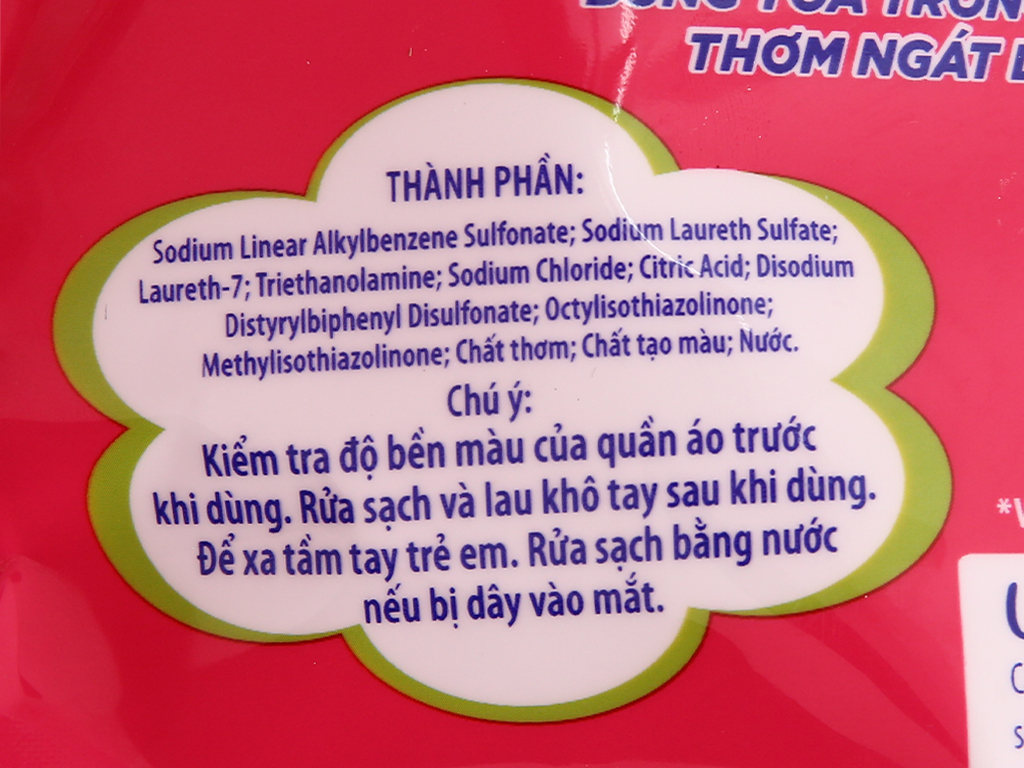 THƠM NGÁT
THÀNH PHẦN:
Sodium Linear Alkylbenzene Sulfonate; Sodium Laureth Sulfate;
Laureth-7; Triethanolamine; Sodium Chloride; Citric Acid; Disodium
Distyrylbiphenyl Disulfonate; Octylisothiazolinone;
Methylisothiazolinone; Chất thơm; Chất tạo màu; Nước.
Chú ý:
Kiểm tra độ bền màu của quần áo trước
khi dùng. Rửa sạch và lau khô tay sau khi dùng.
Để xa tầm tay trẻ em. Rửa sạch bằng nước
nếu bị dây vào mắt.